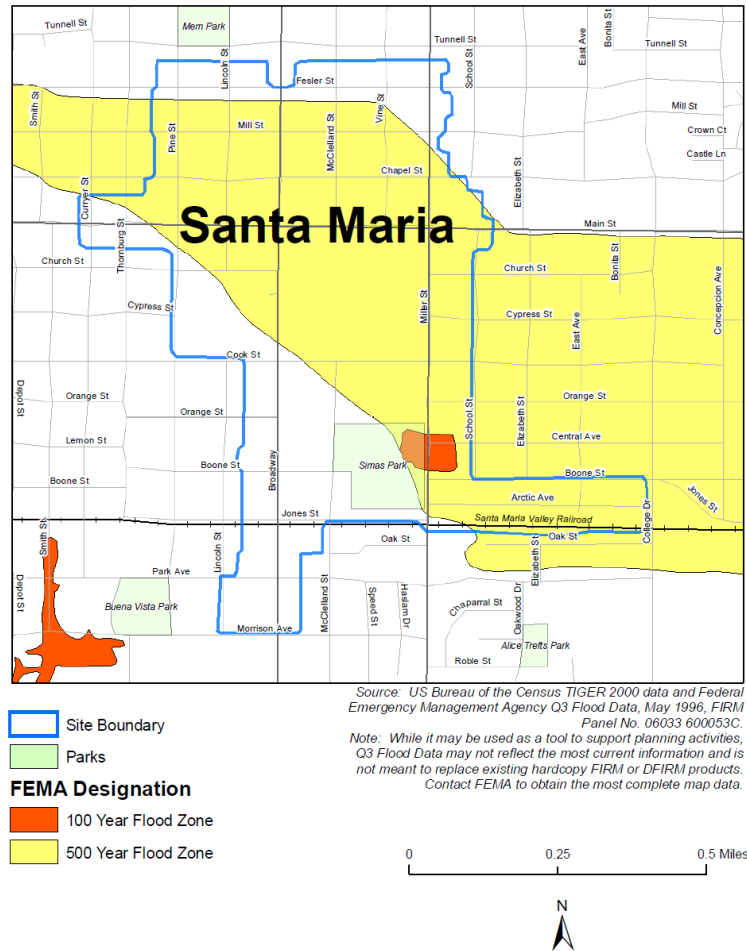 Tunnell St
Mem Park
Lincoln St
School St
East Ave
Bonita St
Tunnell St
Tunnell St
Fesler St
Smith St
Pine St
Mill St
McClelland St
Vine St
Mill St
Crown Ct
Castle Ln
Chapel St
Curryer St
Elizabeth St
Santa Maria
Main St
Thornburg St
Church St
Church St
Bonita St
Concepcion Ave
Miller St
Cypress St
Cypress St
East Ave
Cook St
Depot St
Orange St
Orange St
Orange St
School St
Elizabeth St
Lemon St
Central Ave
Broadway
Boone St
Simas Park
Boone St
Boone St
Jones St
Arctic Ave
Jones St
Santa Maria Valley Railroad
College Dr
Smith St
Lincoln St
Oak St
Oak St
Elizabeth St
Park Ave
Depot St
Buena Vista Park
McClelland St
Speed St
Haslam Dr
Chaparral St
Oakwood Dr
Morrison Ave
Alice Trefts Park
Roble St
Source: US Bureau of the Census TIGER 2000 data and Federal
Emergency Management Agency Q3 Flood Data, May 1996, FIRM
Panel No. 06033 600053C.
Note: While it may be used as a tool to support planning activities,
Q3 Flood Data may not reflect the most current information and is
not meant to replace existing hardcopy FIRM or DFIRM products.
Contact FEMA to obtain the most complete map data.
Site Boundary
Parks
FEMA Designation
100 Year Flood Zone
500 Year Flood Zone
0 0.25 0.5 Miles
N